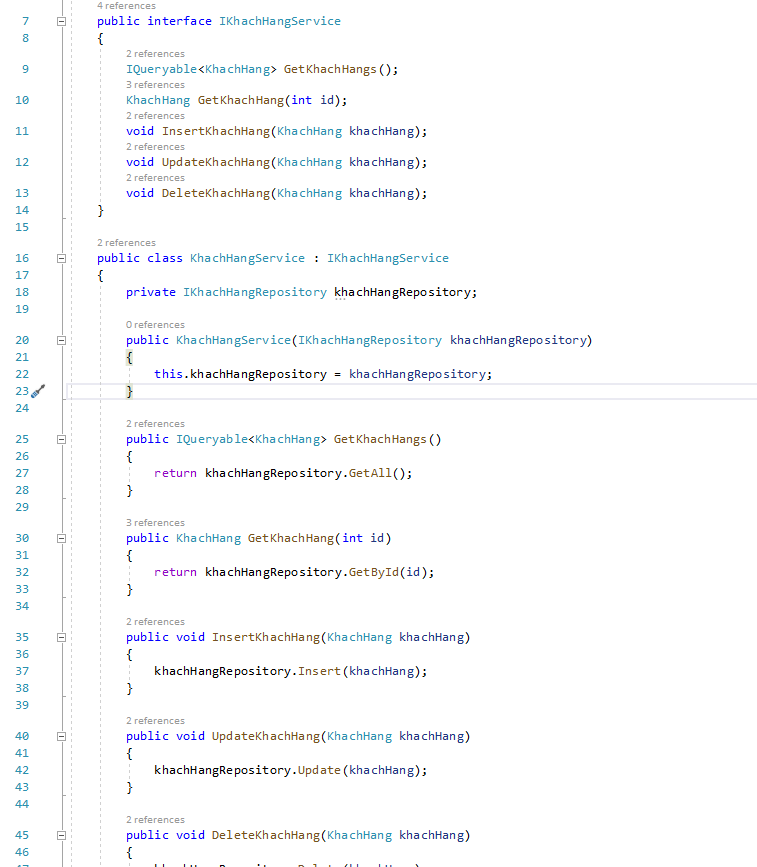 4 references
7 public interface IKhachHangService
8 {
2 references
9 IQueryable<KhachHang> GetKhachHangs();
3 references
10 KhachHang GetKhachHang(int id);
2 references
11 void InsertKhachHang(KhachHang khachHang);
2 references
12 void UpdateKhachHang(KhachHang khachHang);
2 references
13 void DeleteKhachHang(KhachHang khachHang);
14 }
15
2 references
16 public class KhachHangService : IKhachHangService
17 {
18 private IKhachHangRepository khachHangRepository;
19
0 references
20 public KhachHangService(IKhachHangRepository khachHangRepository)
21 {
22 this.khachHangRepository = khachHangRepository;
23 }
24
2 references
25 public IQueryable<KhachHang> GetKhachHangs()
26 {
27 return khachHangRepository.GetAll();
28 }
29
3 references
30 public KhachHang GetKhachHang(int id)
31 {
32 return khachHangRepository.GetById(id);
33 }
34
2 references
35 public void InsertKhachHang(KhachHang khachHang)
36 {
37 khachHangRepository.Insert(khachHang);
38 }
39
2 references
40 public void UpdateKhachHang(KhachHang khachHang)
41 {
42 khachHangRepository.Update(khachHang);
43 }
44
2 references
45 public void DeleteKhachHang(KhachHang khachHang)
46 {